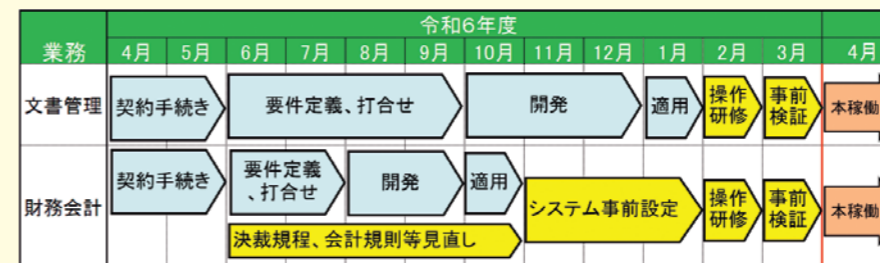 令和6年度
業務 4月 5月 6月 7月 8月 9月 10月 11月 12月 1月 2月 3月 4月
文書管理 契約手続き 要件定義、打合せ 開発 適用 操作
研修 事前
検証 本稼働
財務会計 契約手続き 要件定義
、打合せ 開発 適用 システム事前設定 操作
研修 事前
検証 本稼働
決裁規程、会計規則等見直し